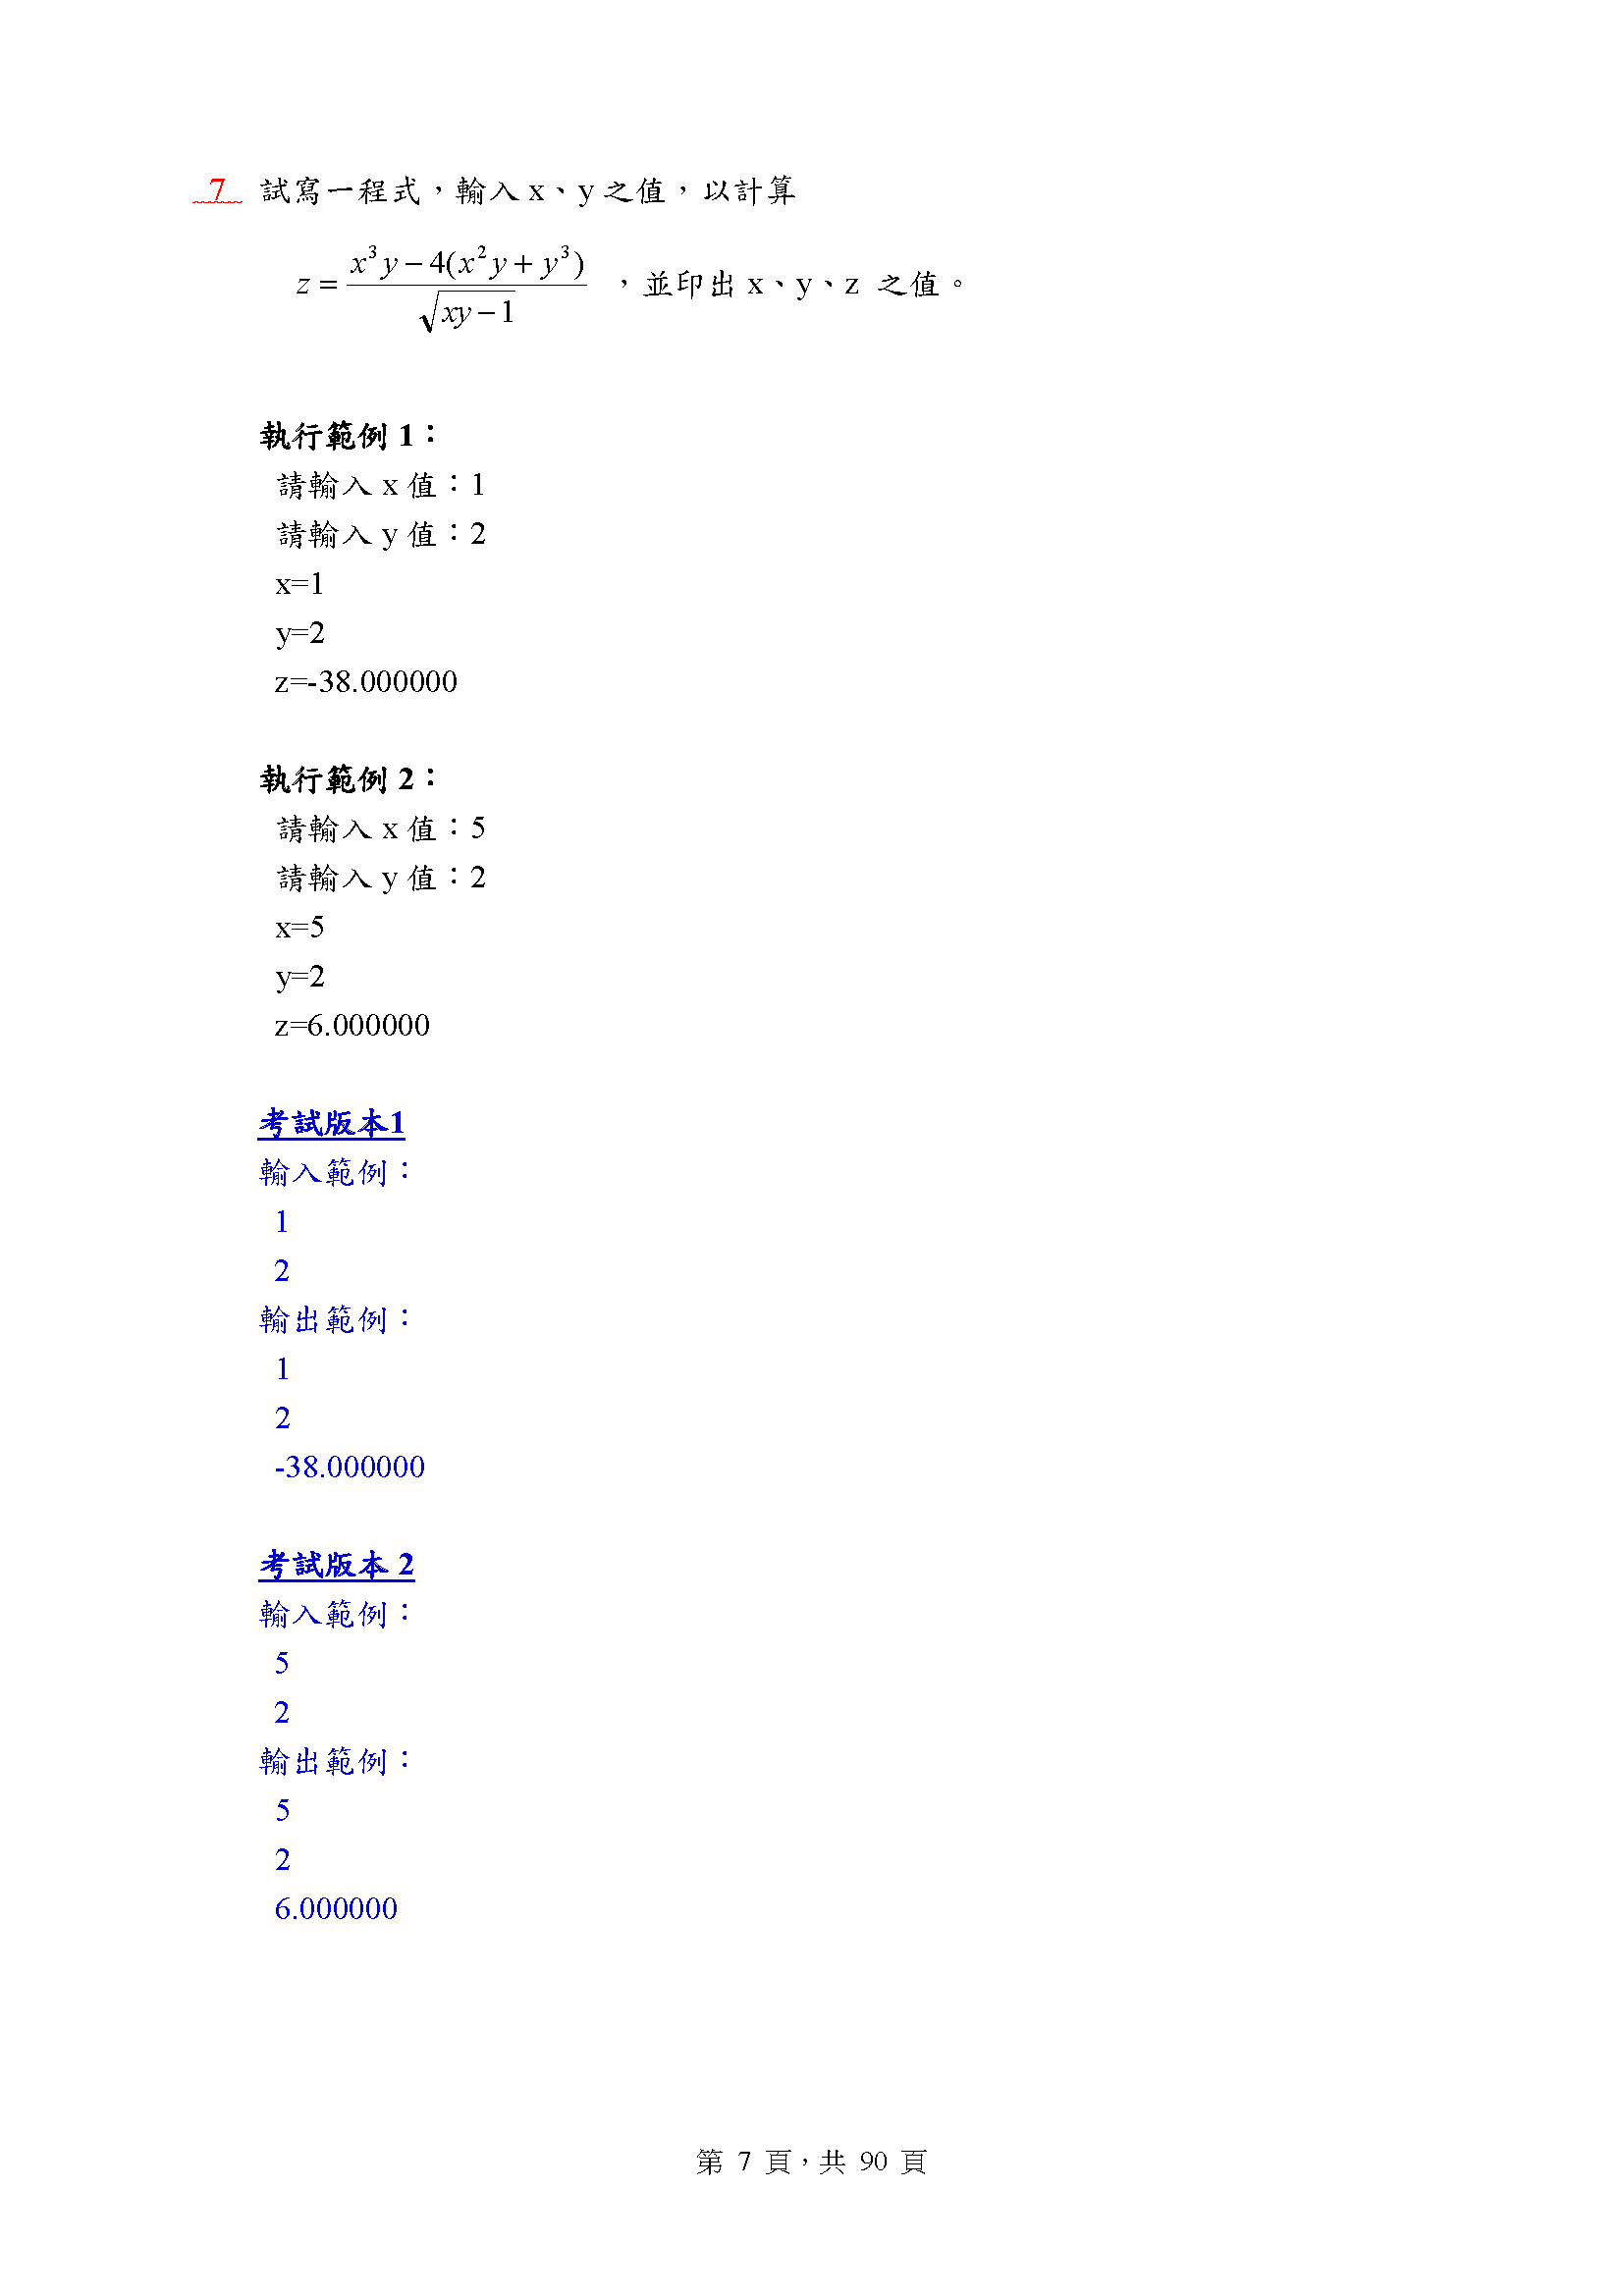 7 試寫一程式，輸入 x、y 之值，以計算
z = \frac{x^3y-4(x^2y+y^3)}{\sqrt{xy-1}} ，並印出 x、y、z 之值。
執行範例 1：
請輸入 x 值：1
請輸入 y 值：2
x=1
y=2
z=-38.000000
執行範例 2：
請輸入 x 值：5
請輸入 y 值：2
x=5
y=2
z=6.000000
考試版本1
輸入範例：
1
2
輸出範例：
1
2
-38.000000
考試版本 2
輸入範例：
5
2
輸出範例：
5
2
6.000000
第 7 頁，共 90 頁